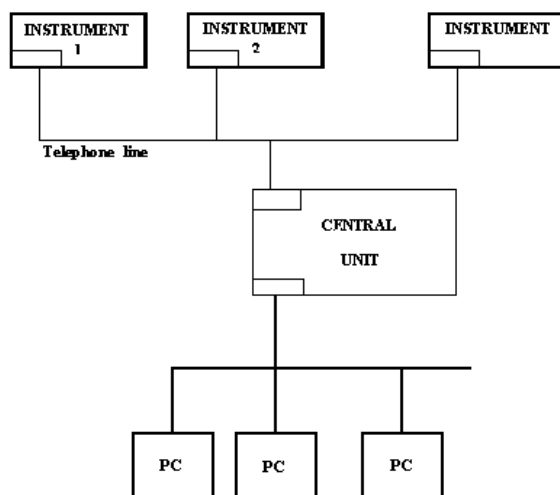 INSTRUMENT
1
INSTRUMENT
2
INSTRUMENT
Telephone line
CENTRAL
UNIT
PC
PC
PC